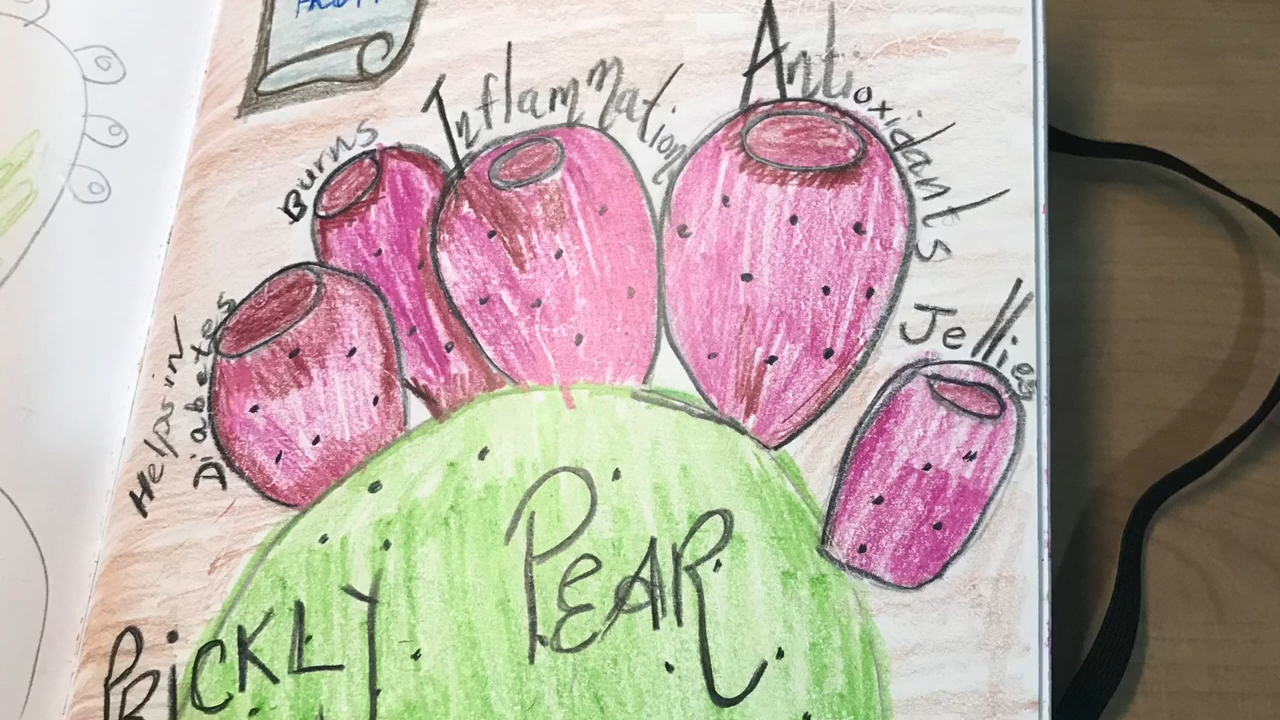 Burns
Inflammation
Antioxidants
Helps in
Diabetes
Jellies
PRICKLY
PEAR